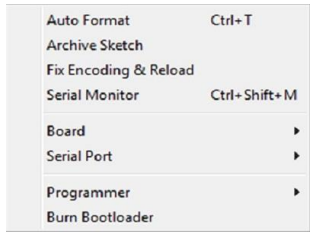 Auto Format Ctrl+T
Archive Sketch
Fix Encoding & Reload
Serial Monitor Ctrl+Shift+M
Board
Serial Port
Programmer
Burn Bootloader